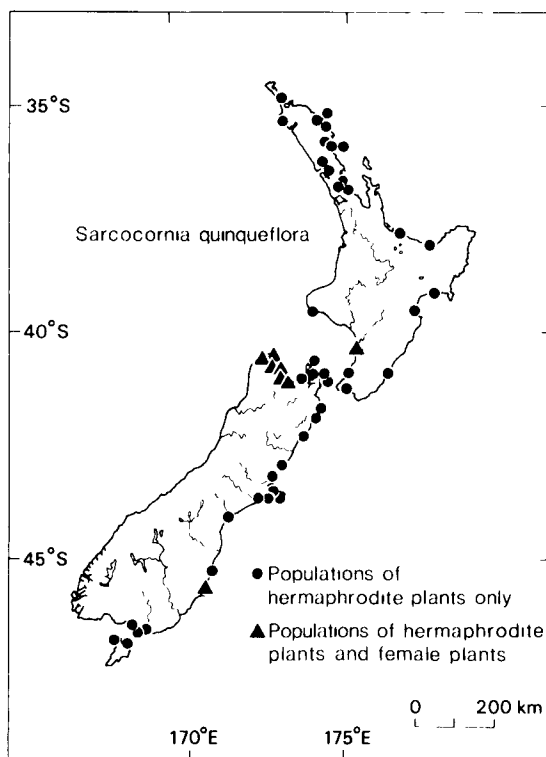 35°S
Sarcocornia quinqueflora
40°S
45°S
Populations of
hermaphrodite plants only
Populations of hermaphrodite
plants and female plants
0 200 km
170°E 175°E